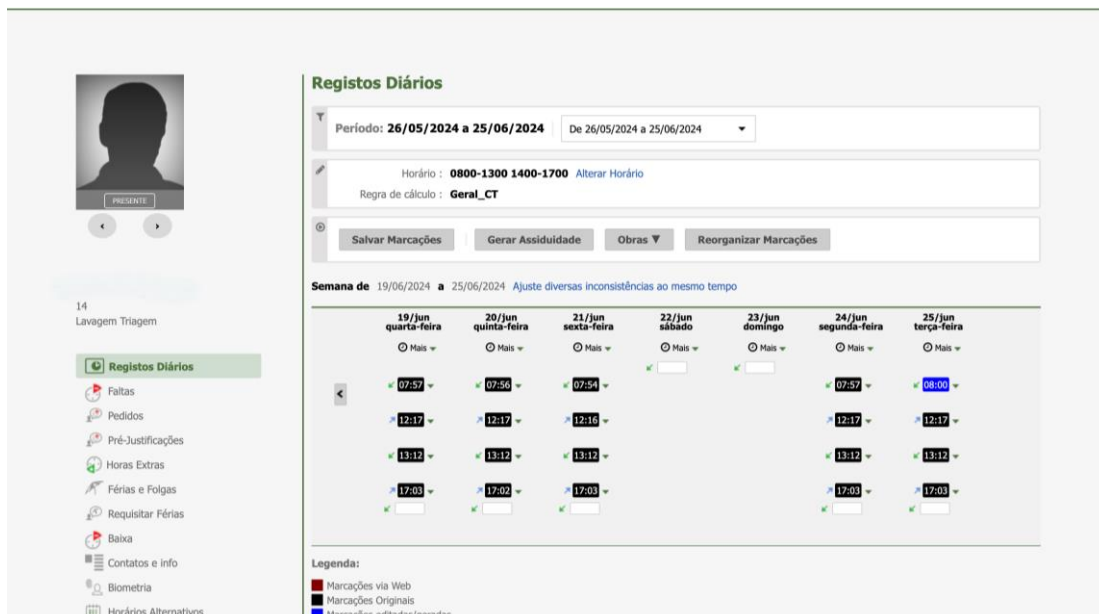 Registos Diários
Período: 26/05/2024 a 25/06/2024 De 26/05/2024 a 25/06/2024
Horário : 0800-1300 1400-1700 Alterar Horário
Regra de cálculo : Geral_CT
PRESENTE
Salvar Marcações Gerar Assiduidade Obras ▼ Reorganizar Marcações
Semana de 19/06/2024 a 25/06/2024 Ajuste diversas inconsistências ao mesmo tempo
14
Lavagem Triagem
19/jun 20/jun 21/jun 22/jun 23/jun 24/jun 25/jun
quarta-feira quinta-feira sexta-feira sábado domingo segunda-feira terça-feira
Mais Mais Mais Mais Mais Mais Mais
07:57 07:56 07:54 07:57 08:00
12:17 12:17 12:16 12:17 12:17
13:12 13:12 13:12 13:12 13:12
17:03 17:02 17:03 17:03 17:03
Registos Diários
Faltas
Pedidos
Pré-Justificações
Horas Extras
Férias e Folgas
Requisitar Férias
Baixa
Contatos e info
Biometria
Horários Alternativos
Legenda:
Marcações via Web
Marcações Originais